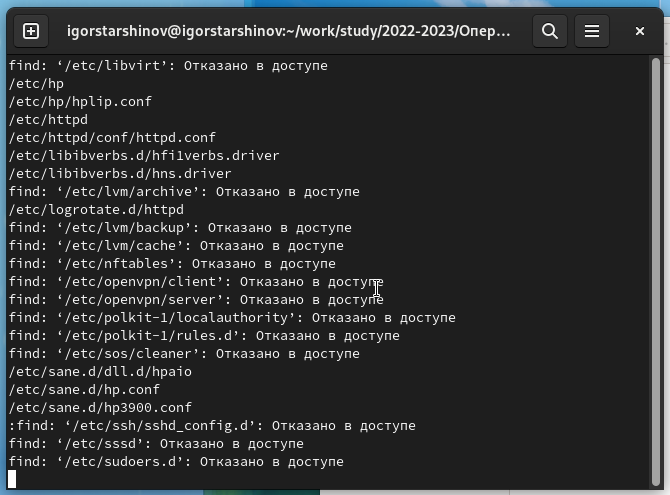 igorstarshinov@igorstarshinov:~/work/study/2022-2023/Опер...
find: ‘/etc/libvirt’: Отказано в доступе
/etc/hp
/etc/hp/hplip.conf
/etc/httpd
/etc/httpd/conf/httpd.conf
/etc/libibverbs.d/hfi1verbs.driver
/etc/libibverbs.d/hns.driver
find: ‘/etc/lvm/archive’: Отказано в доступе
/etc/logrotate.d/httpd
find: ‘/etc/lvm/backup’: Отказано в доступе
find: ‘/etc/lvm/cache’: Отказано в доступе
find: ‘/etc/nftables’: Отказано в доступе
find: ‘/etc/openvpn/client’: Отказано в доступе
find: ‘/etc/openvpn/server’: Отказано в доступе
find: ‘/etc/polkit-1/localauthority’: Отказано в доступе
find: ‘/etc/polkit-1/rules.d’: Отказано в доступе
find: ‘/etc/sos/cleaner’: Отказано в доступе
/etc/sane.d/dll.d/hpaio
/etc/sane.d/hp.conf
/etc/sane.d/hp3900.conf
:find: ‘/etc/ssh/sshd_config.d’: Отказано в доступе
find: ‘/etc/sssd’: Отказано в доступе
find: ‘/etc/sudoers.d’: Отказано в доступе